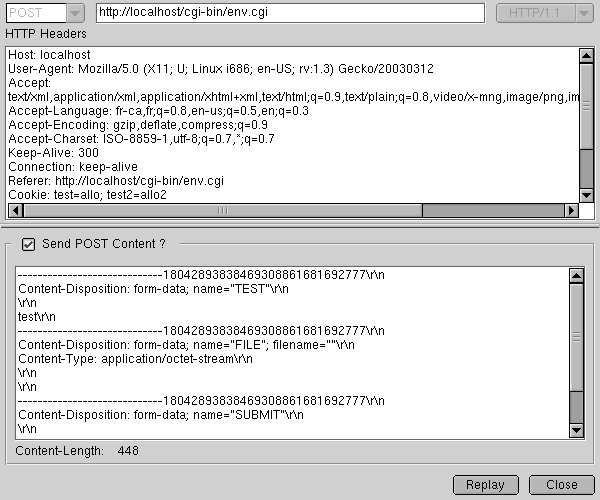 POST http://localhost/cgi-bin/env.cgi HTTP/1.1
HTTP Headers
Host: localhost
User-Agent: Mozilla/5.0 (X11; U; Linux i686; en-US; rv:1.3) Gecko/20030312
Accept:
text/xml,application/xml,application/xhtml+xml,text/html;q=0.9,text/plain;q=0.8,video/x-mng,image/png,im
Accept-Language: fr-ca,fr;q=0.8,en-us;q=0.5,en;q=0.3
Accept-Encoding: gzip,deflate,compress;q=0.9
Accept-Charset: ISO-8859-1,utf-8;q=0.7,*;q=0.7
Keep-Alive: 300
Connection: keep-alive
Referer: http://localhost/cgi-bin/env.cgi
Cookie: test=allo; test2=allo2
Send POST Content ?
-----------------------------18042893838469308861681692777\r\n
Content-Disposition: form-data; name="TEST"\r\n
\r\n
test\r\n
-----------------------------18042893838469308861681692777\r\n
Content-Disposition: form-data; name="FILE"; filename=""\r\n
Content-Type: application/octet-stream\r\n
\r\n
\r\n
-----------------------------18042893838469308861681692777\r\n
Content-Disposition: form-data; name="SUBMIT"\r\n
\r\n
Content-Length: 448
Replay Close